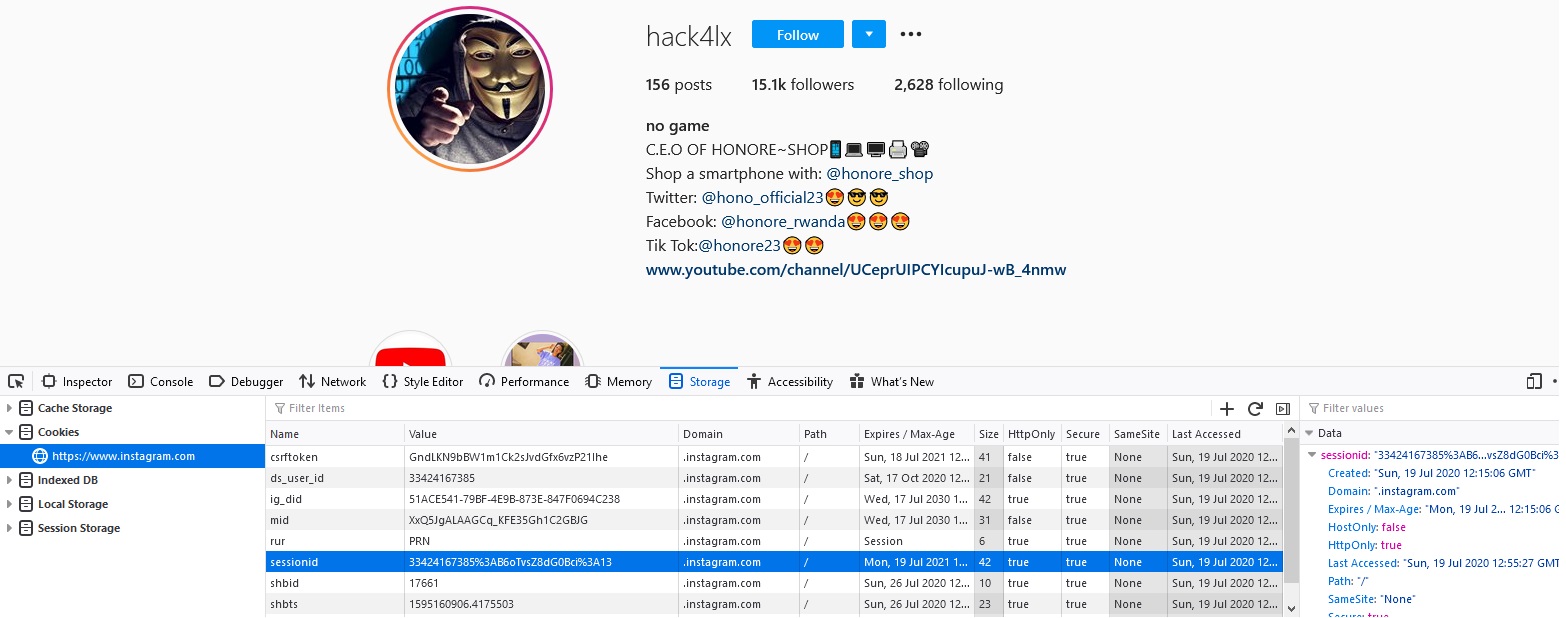 hack4lx Follow
156 posts 15.1k followers 2,628 following
no game
C.E.O OF HONORE~SHOP📱💻🖥🖨📽
Shop a smartphone with: @honore_shop
Twitter: @hono_official23😍😎😎
Facebook: @honore_rwanda😍😍😍
Tik Tok:@honore23😍😍
www.youtube.com/channel/UCeprUIPCYIcupuJ-wB_4nmw
Inspector Console Debugger Network Style Editor Performance Memory Storage Accessibility What's New
Cache Storage
Cookies
https://www.instagram.com
Indexed DB
Local Storage
Session Storage
Filter Items
Name Value Domain Path Expires / Max-Age Size HttpOnly Secure SameSite Last Accessed
csrftoken GndLKN9bBW1m1Ck2sJvdGfx6vzP21Ihe .instagram.com / Sun, 18 Jul 2021 12... 41 false true None Sun, 19 Jul 2020 12...
ds_user_id 33424167385 .instagram.com / Sat, 17 Oct 2020 12... 21 false true None Sun, 19 Jul 2020 12...
ig_did 51ACE541-79BF-4E9B-873E-847F0694C238 .instagram.com / Wed, 17 Jul 2030 1... 42 true true None Sun, 19 Jul 2020 12...
mid XxQ5JgALAAGCq_KFE35Gh1C2GBJG .instagram.com / Wed, 17 Jul 2030 1... 31 false true None Sun, 19 Jul 2020 12...
rur PRN .instagram.com / Session 6 true true None Sun, 19 Jul 2020 12...
sessionid 33424167385%3AB6oTvsZ8dG0Bci%3A13 .instagram.com / Mon, 19 Jul 2021 1... 42 true true None Sun, 19 Jul 2020 12...
shbid 17661 .instagram.com / Sun, 26 Jul 2020 12... 10 true true None Sun, 19 Jul 2020 12...
shbts 1595160906.4175503 .instagram.com / Sun, 26 Jul 2020 12... 23 true true None Sun, 19 Jul 2020 12...
Filter values
Data
sessionid: "33424167385%3AB6...vsZ8dG0Bci%3
Created: "Sun, 19 Jul 2020 12:15:06 GMT"
Domain: ".instagram.com"
Expires / Max-Age: "Mon, 19 Jul 2... 12:15:06 G
HostOnly: false
HttpOnly: true
Last Accessed: "Sun, 19 Jul 2020 12:55:27 GMT
Path: "/"
SameSite: "None"
Secure: true